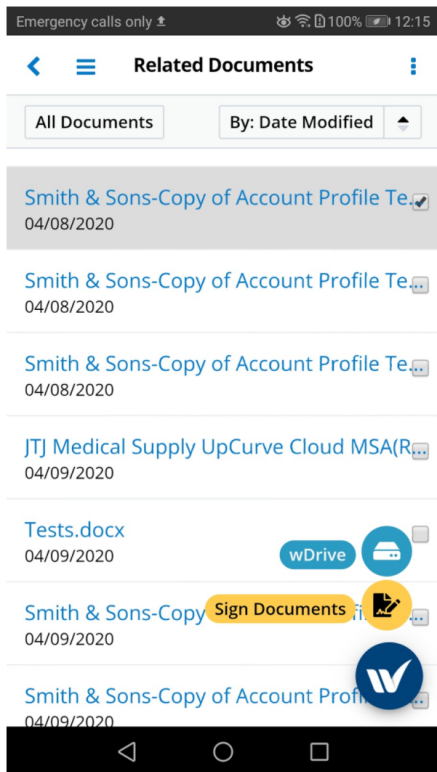 Emergency calls only 100% 12:15
Related Documents
All Documents By: Date Modified
Smith & Sons-Copy of Account Profile Te...
04/08/2020
Smith & Sons-Copy of Account Profile Te...
04/08/2020
Smith & Sons-Copy of Account Profile Te...
04/08/2020
JTJ Medical Supply UpCurve Cloud MSA(R...
04/09/2020
Tests.docx
04/09/2020
wDrive
Smith & Sons-Copy
Sign Documents
04/09/2020
Smith & Sons-Copy of Account
04/09/2020